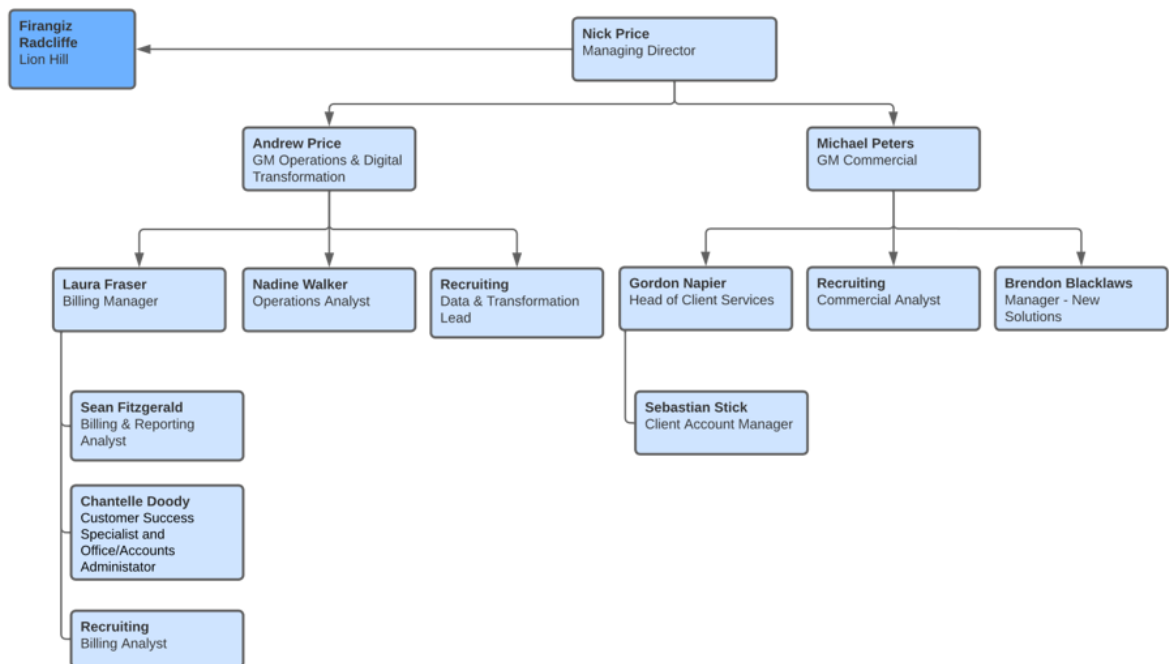 Firangiz
Radcliffe
Lion Hill
Nick Price
Managing Director
Andrew Price
GM Operations & Digital
Transformation
Michael Peters
GM Commercial
Laura Fraser
Billing Manager
Nadine Walker
Operations Analyst
Recruiting
Data & Transformation
Lead
Gordon Napier
Head of Client Services
Recruiting
Commercial Analyst
Brendon Blacklaws
Manager - New
Solutions
Sean Fitzgerald
Billing & Reporting
Analyst
Sebastian Stick
Client Account Manager
Chantelle Doody
Customer Success
Specialist and
Office/Accounts
Administator
Recruiting
Billing Analyst